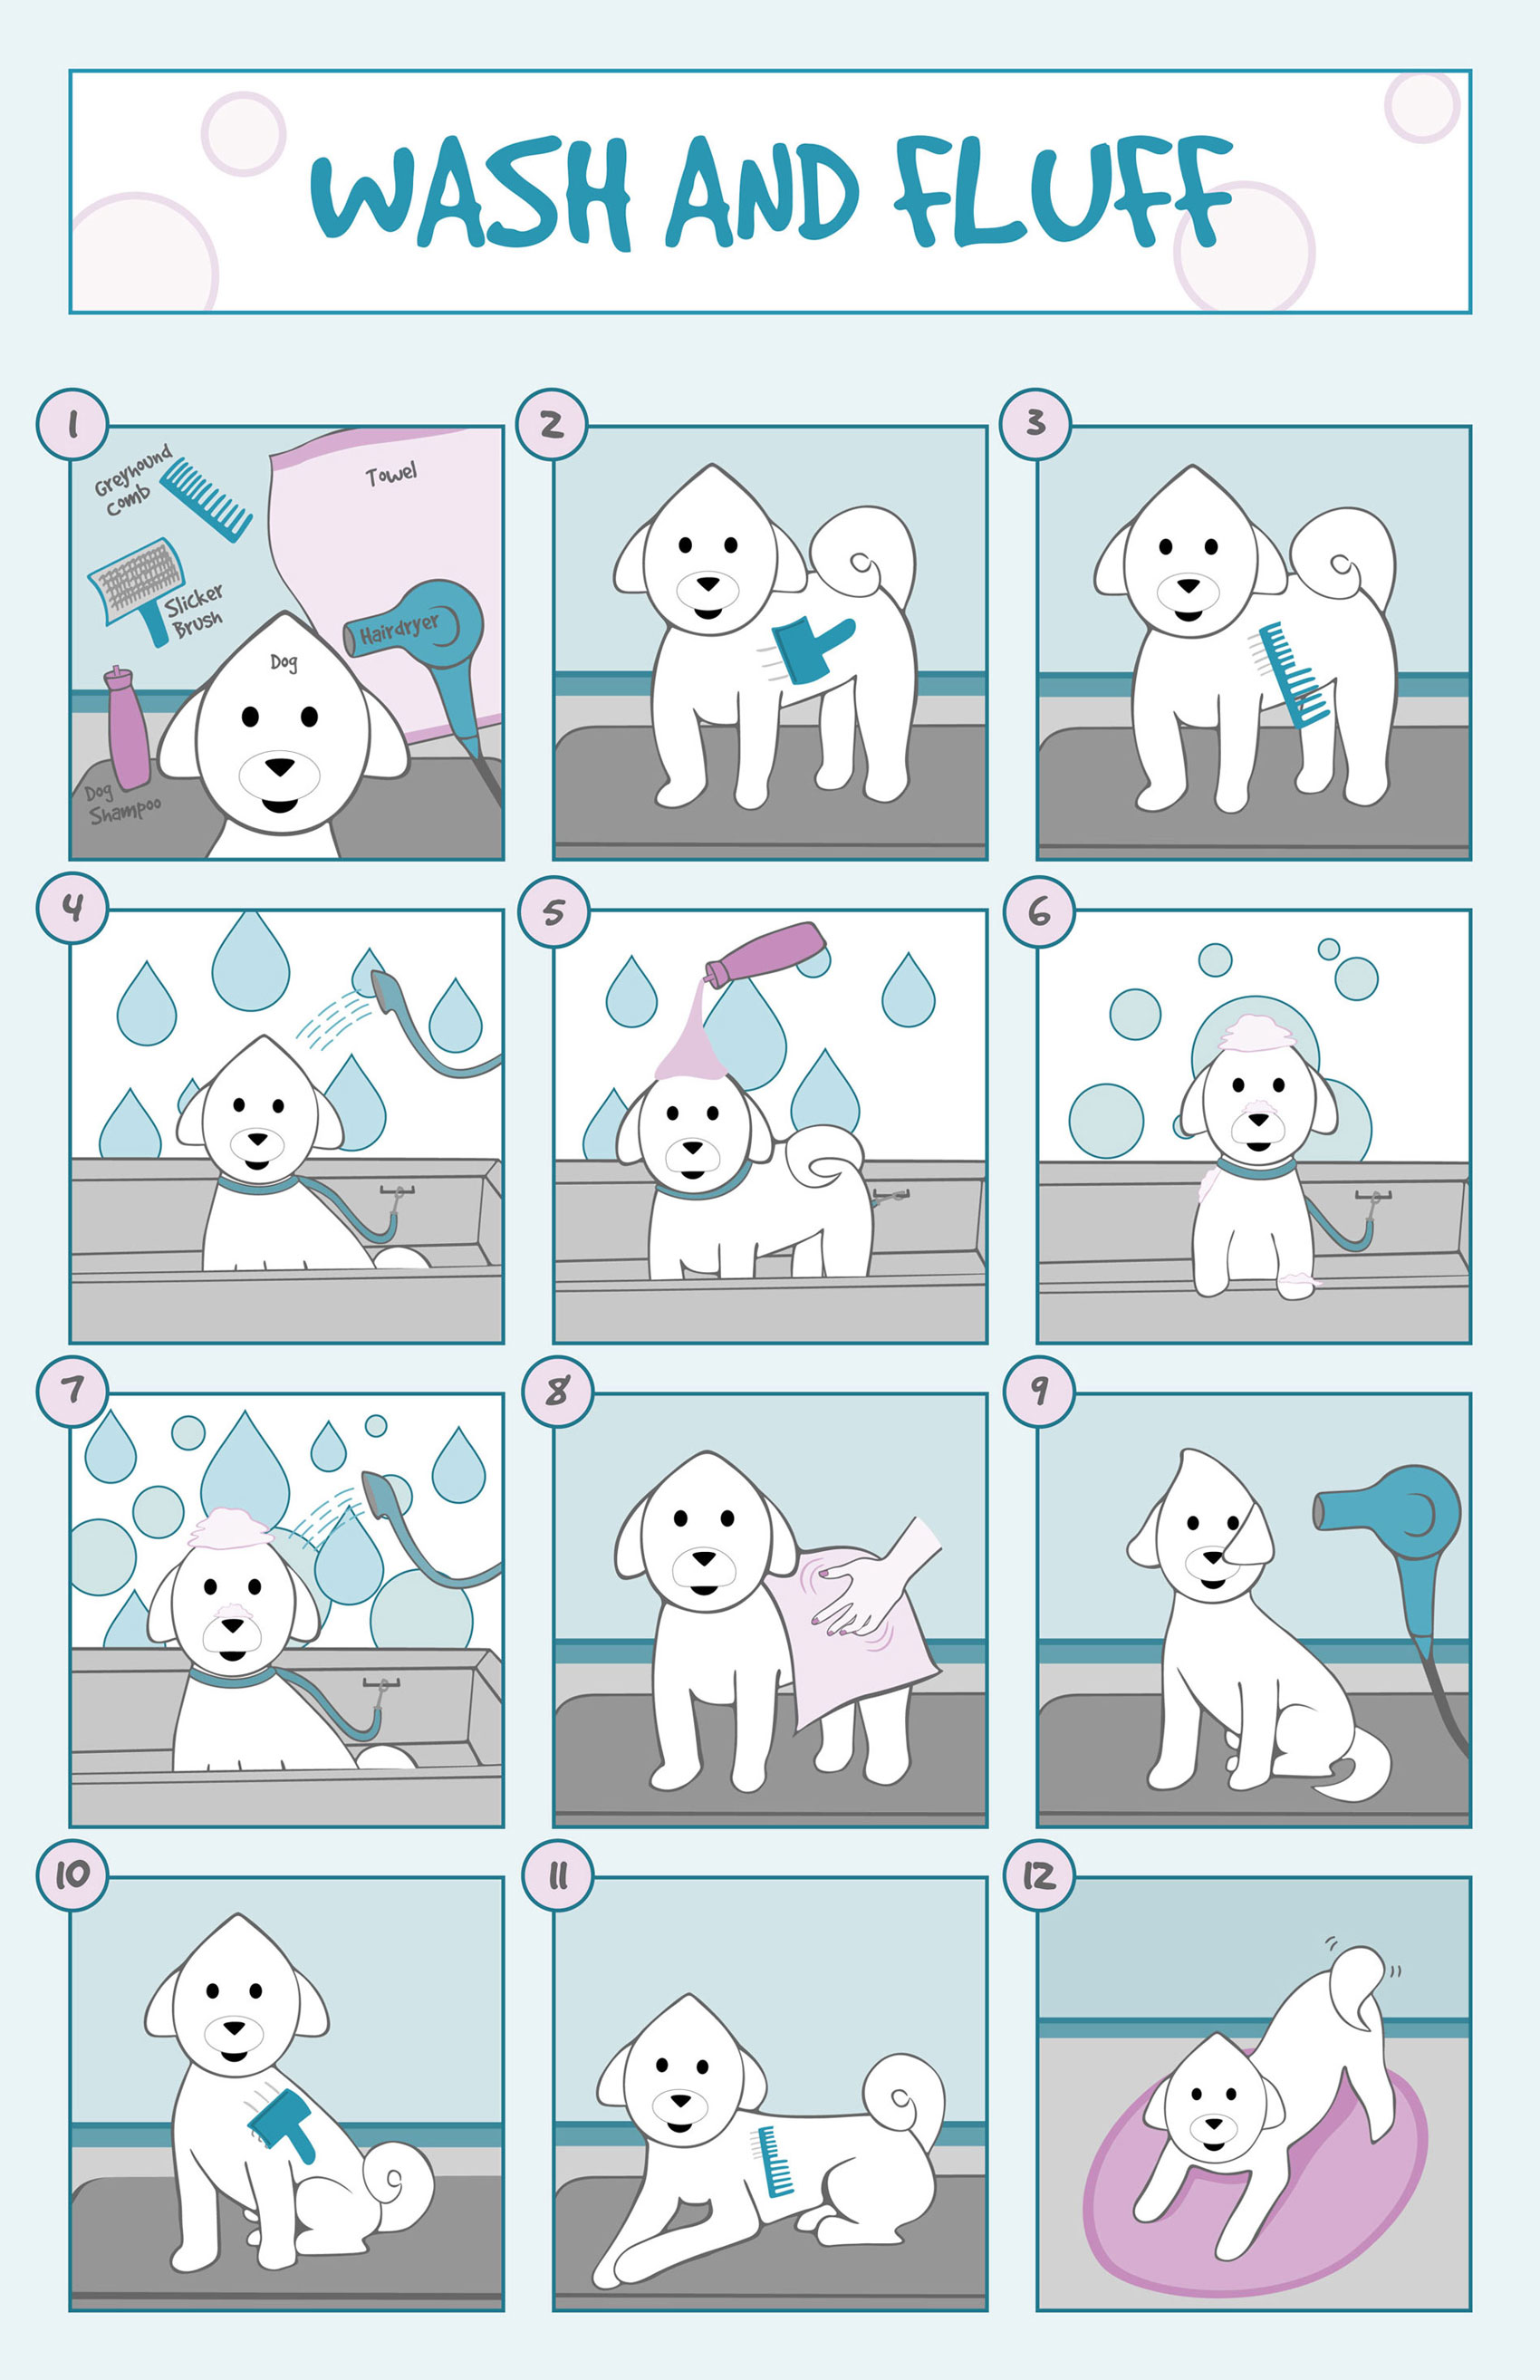 WASH AND FLUFF
1
Greyhound
Comb
Towel
Slicker
Brush
Hairdryer
Dog
Dog
Shampoo
2
3
4
5
6
7
8
9
10
11
12